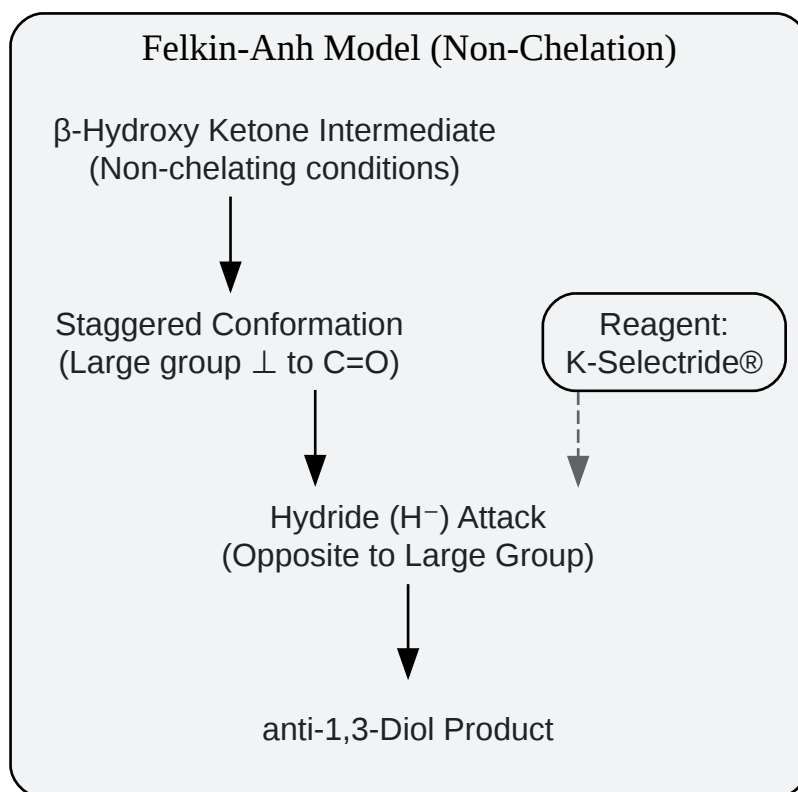 Felkin-Anh Model (Non-Chelation)
β-Hydroxy Ketone Intermediate
(Non-chelating conditions)
Staggered Conformation
(Large group ⊥ to C=O)
Reagent:
K-Selectride®
Hydride (H⁻) Attack
(Opposite to Large Group)
anti-1,3-Diol Product